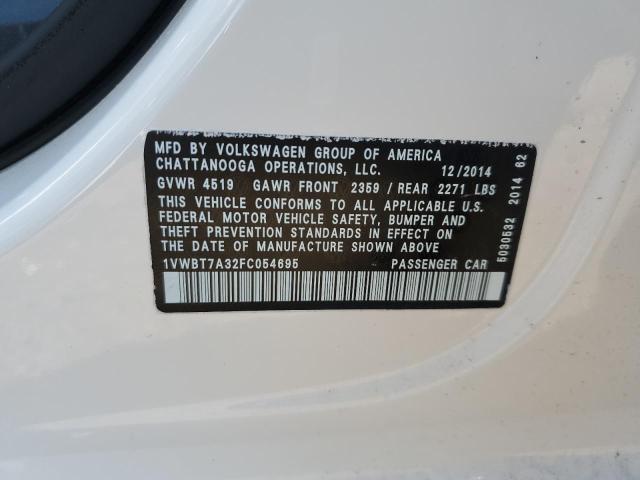 MFD BY VOLKSWAGEN GROUP OF AMERICA
CHATTANOOGA OPERATIONS, LLC. 12/2014
GVWR 4519 GAWR FRONT 2359 / REAR 2271 LBS
THIS VEHICLE CONFORMS TO ALL APPLICABLE U.S.
FEDERAL MOTOR VEHICLE SAFETY, BUMPER AND
THEFT PREVENTION STANDARDS IN EFFECT ON
THE DATE OF MANUFACTURE SHOWN ABOVE
1VWBT7A32FC054695 PASSENGER CAR
5030532 2014 62